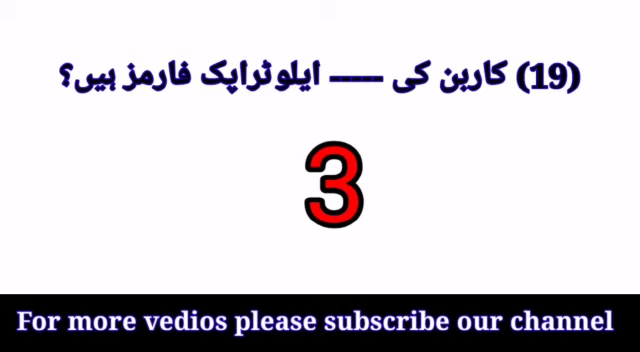 (19) کاربن کی ----- ایلوٹراپک فارمز ہیں؟
3
For more vedios please subscribe our channel